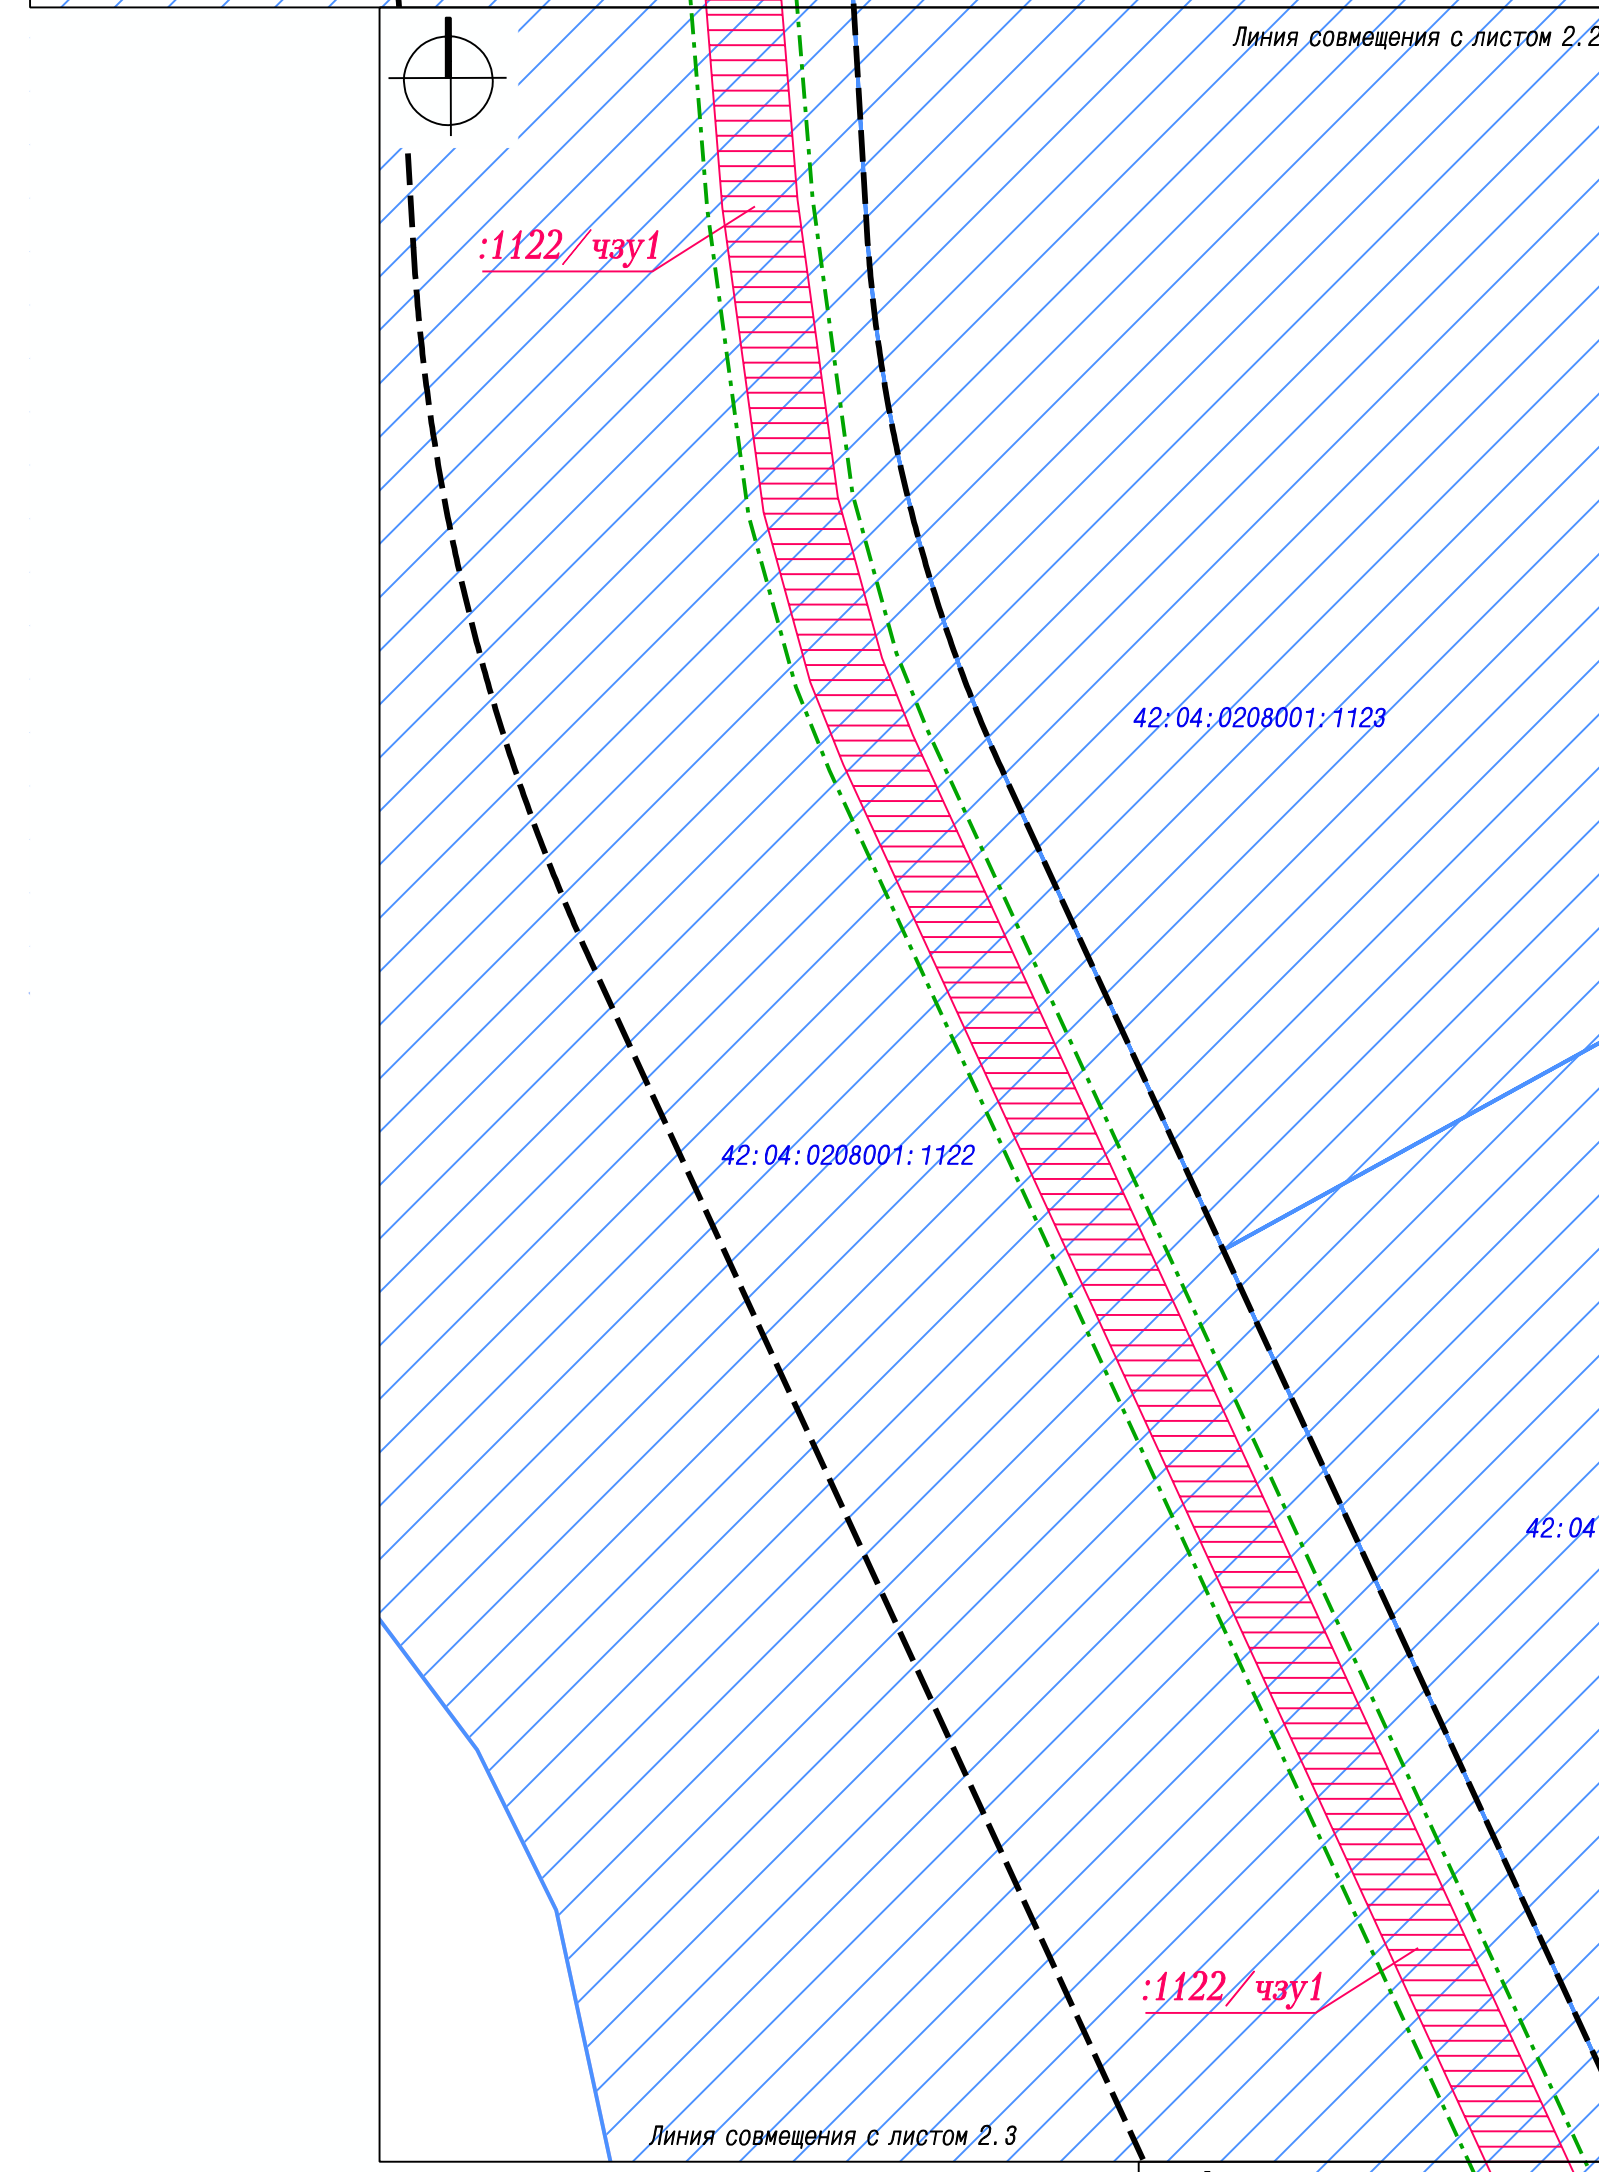 Линия совмещения с листом 2.2
:1122/чзу1
42:04:0208001:1123
42:04:0208001:1122
42:04
:1122/чзу1
Линия совмещения с листом 2.3